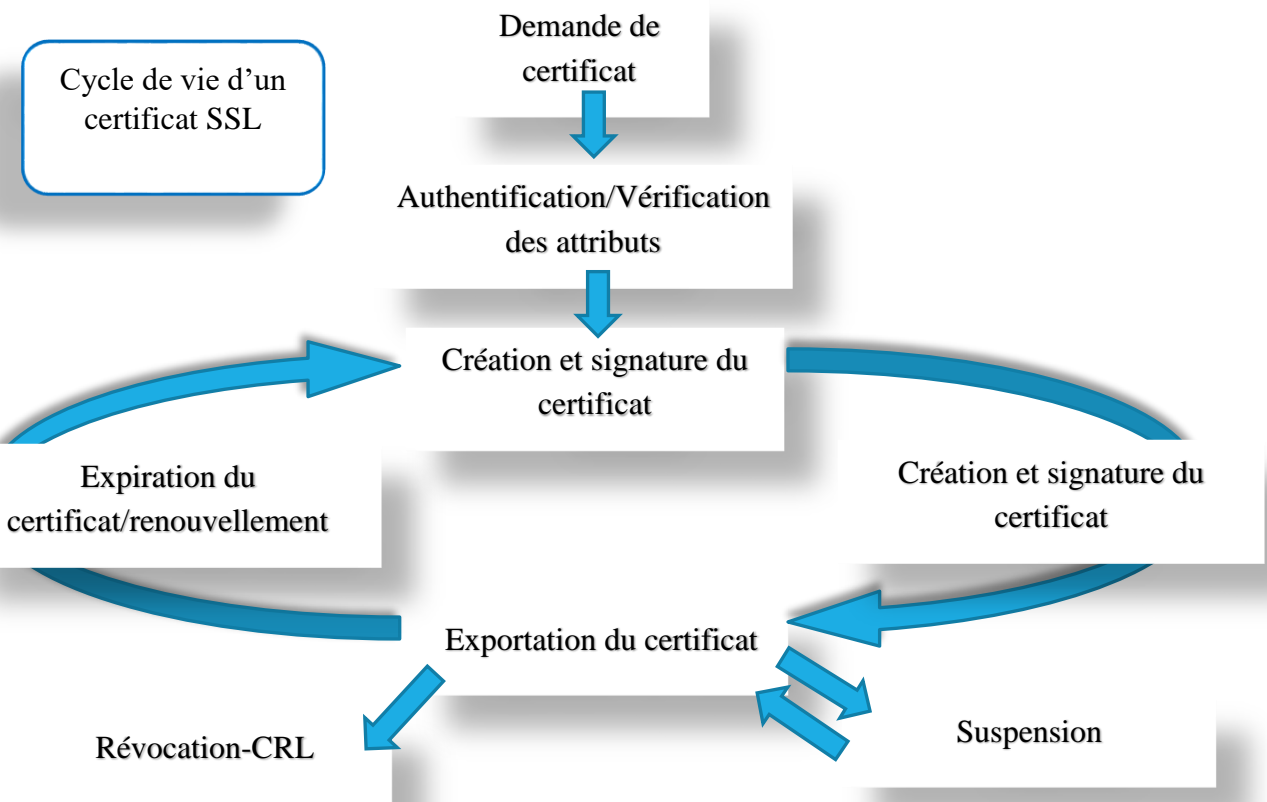 Demande de
certificat
Cycle de vie d’un
certificat SSL
Authentification/Vérification
des attributs
Création et signature du
certificat
Expiration du
certificat/renouvellement
Création et signature du
certificat
Exportation du certificat
Révocation-CRL
Suspension